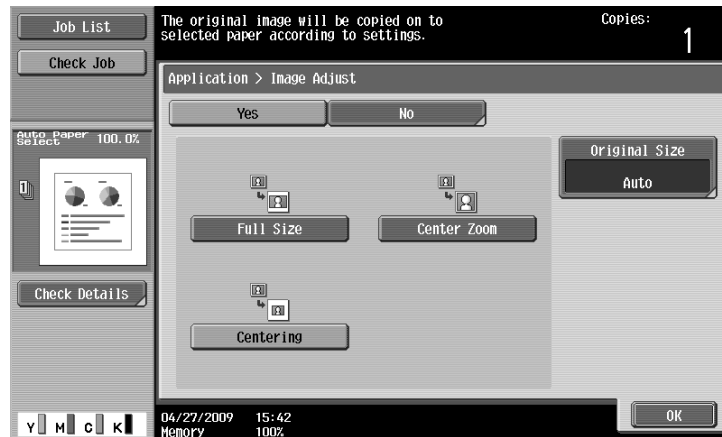 Job List
Check Job
The original image will be copied on to
selected paper according to settings.
Copies:
1
Application > Image Adjust
Yes
No
Auto Paper
Select
100.0%
1
Original Size
Auto
Full Size
Center Zoom
Centering
Check Details
Y M C K
04/27/2009 15:42
Memory 100%
OK